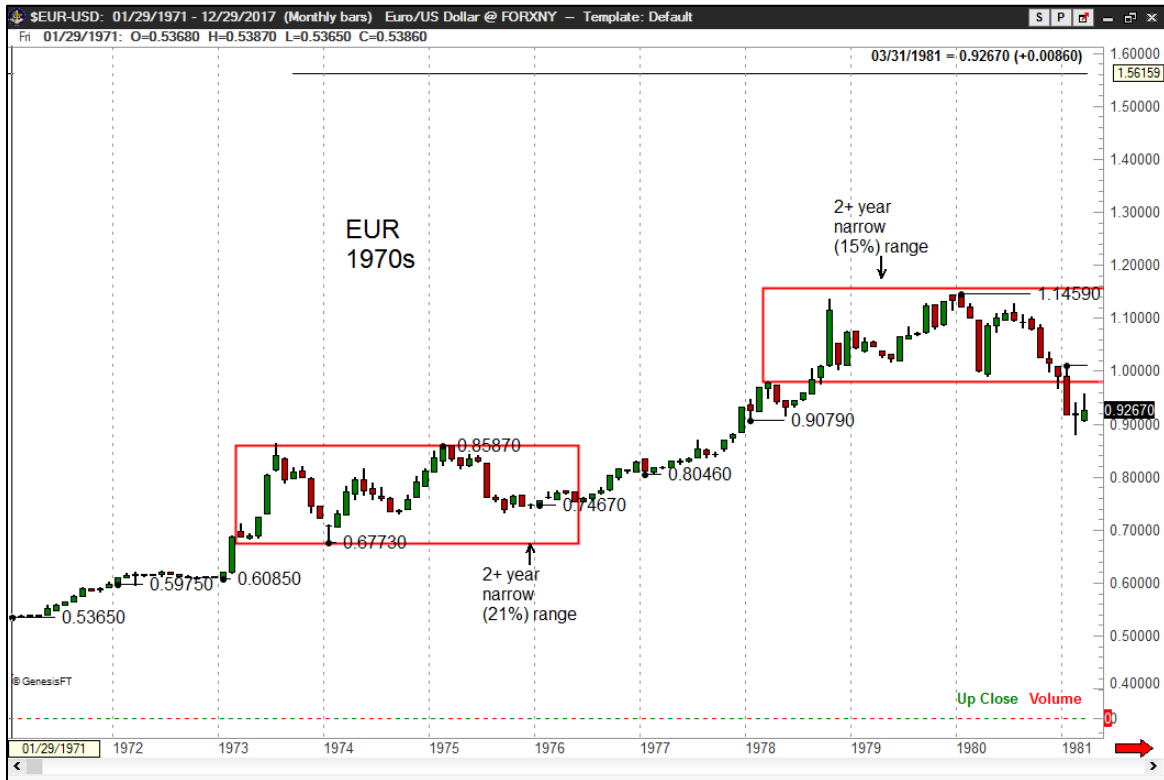 $EUR-USD: 01/29/1971 - 12/29/2017 (Monthly bars) Euro/US Dollar @ FORXNY – Template: Default
S P
Fri 01/29/1971: O=0.53680 H=0.53870 L=0.53650 C=0.53860
03/31/1981 = 0.92670 (+0.00860)
1.60000
1.56159
1.50000
1.40000
1.30000
1.20000
1.10000
1.00000
0.92670
0.90000
0.80000
0.70000
0.60000
0.50000
0.40000
0
EUR
1970s
2+ year
narrow
(15%) range
1.14590
0.90790
0.85870
0.80460
0.74670
0.67730
2+ year
narrow
(21%) range
0.60850
0.59750
0.53650
© GenesisFT
Up Close Volume
01/29/1971 1972 1973 1974 1975 1976 1977 1978 1979 1980 1981